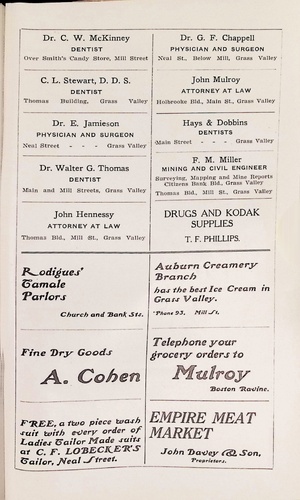 Dr. C. W. McKinney
DENTIST
Over Smith's Candy Store, Mill Street
C. L. Stewart, D. D. S.
DENTIST
Thomas Building, Grass Valley
Dr. E. Jamieson
PHYSICIAN AND SURGEON
Neal Street - - - Grass Valley
Dr. Walter G. Thomas
DENTIST
Main and Mill Streets, Grass Valley
John Hennessy
ATTORNEY AT LAW
Thomas Bld., Mill St., Grass Valley
Rodigues'
Tamale
Parlors
Church and Bank Sts.
Fine Dry Goods
A. Cohen
FREE, a two piece wash
suit with every order of
Ladies Tailor Made suits
at C. F. LOBECKER'S
Tailor, Neal Street.
Dr. G. F. Chappell
PHYSICIAN AND SURGEON
Neal St., Below Mill, Grass Valley
John Mulroy
ATTORNEY AT LAW
Holbrooke Bld., Main St., Grass Valley
Hays & Dobbins
DENTISTS
Main Street - - - Grass Valley
F. M. Miller
MINING AND CIVIL ENGINEER
Surveying, Mapping and Mine Reports
Citizens Bank Bld., Grass Valley
Thomas Bld., Mill St., Grass Valley
DRUGS AND KODAK
SUPPLIES
T. F. PHILLIPS.
Auburn Creamery
Branch
has the best Ice Cream in
Grass Valley.
'Phone 93. Mill St.
Telephone your
grocery orders to
Mulroy
Boston Ravine.
EMPIRE MEAT
MARKET
John Davey & Son,
Proprietors.